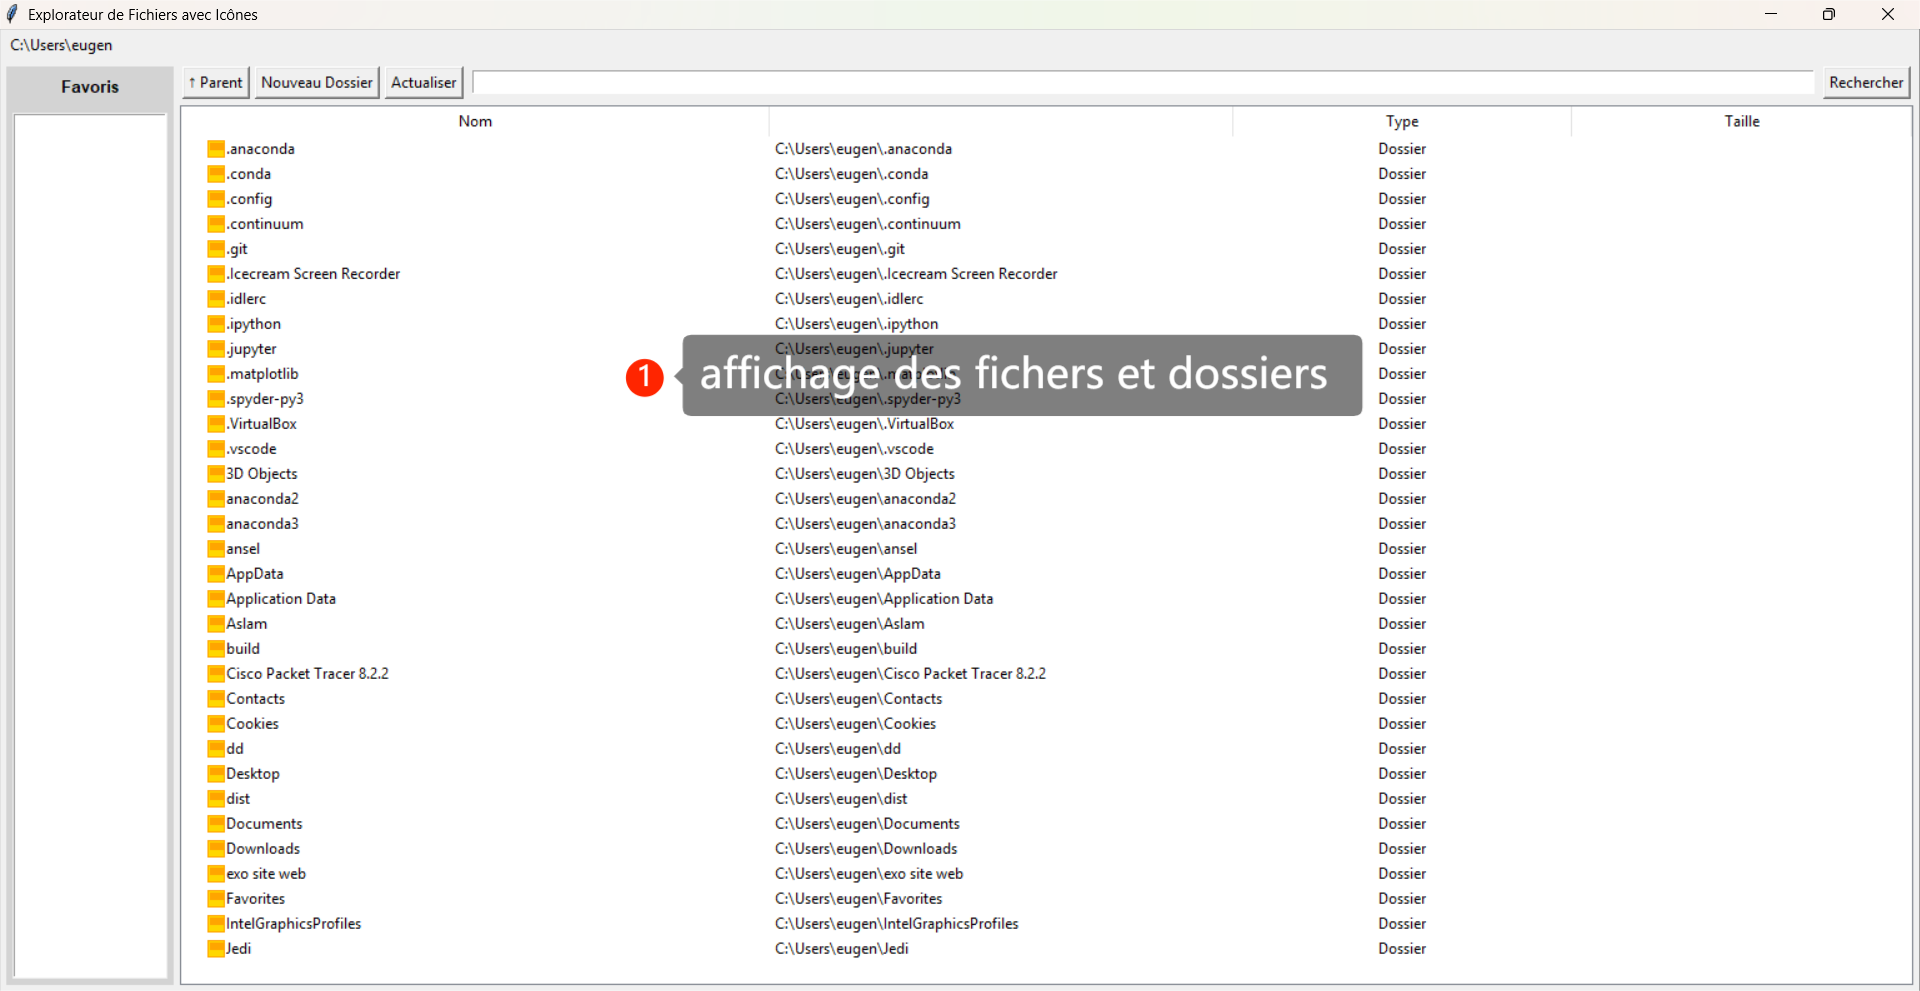 Explorateur de Fichiers avec Icônes
C:\Users\eugen
Favoris
↑ Parent Nouveau Dossier Actualiser Rechercher
Nom Type Taille
.anaconda C:\Users\eugen\.anaconda Dossier
.conda C:\Users\eugen\.conda Dossier
.config C:\Users\eugen\.config Dossier
.continuum C:\Users\eugen\.continuum Dossier
.git C:\Users\eugen\.git Dossier
.Icecream Screen Recorder C:\Users\eugen\.Icecream Screen Recorder Dossier
.idlerc C:\Users\eugen\.idlerc Dossier
.ipython C:\Users\eugen\.ipython Dossier
.jupyter C:\Users\eugen\.jupyter Dossier
.matplotlib C:\Users\eugen\.matplotlib Dossier
1 affichage des fichers et dossiers
.spyder-py3 C:\Users\eugen\.spyder-py3 Dossier
.VirtualBox C:\Users\eugen\.VirtualBox Dossier
.vscode C:\Users\eugen\.vscode Dossier
3D Objects C:\Users\eugen\3D Objects Dossier
anaconda2 C:\Users\eugen\anaconda2 Dossier
anaconda3 C:\Users\eugen\anaconda3 Dossier
ansel C:\Users\eugen\ansel Dossier
AppData C:\Users\eugen\AppData Dossier
Application Data C:\Users\eugen\Application Data Dossier
Aslam C:\Users\eugen\Aslam Dossier
build C:\Users\eugen\build Dossier
Cisco Packet Tracer 8.2.2 C:\Users\eugen\Cisco Packet Tracer 8.2.2 Dossier
Contacts C:\Users\eugen\Contacts Dossier
Cookies C:\Users\eugen\Cookies Dossier
dd C:\Users\eugen\dd Dossier
Desktop C:\Users\eugen\Desktop Dossier
dist C:\Users\eugen\dist Dossier
Documents C:\Users\eugen\Documents Dossier
Downloads C:\Users\eugen\Downloads Dossier
exo site web C:\Users\eugen\exo site web Dossier
Favorites C:\Users\eugen\Favorites Dossier
IntelGraphicsProfiles C:\Users\eugen\IntelGraphicsProfiles Dossier
Jedi C:\Users\eugen\Jedi Dossier